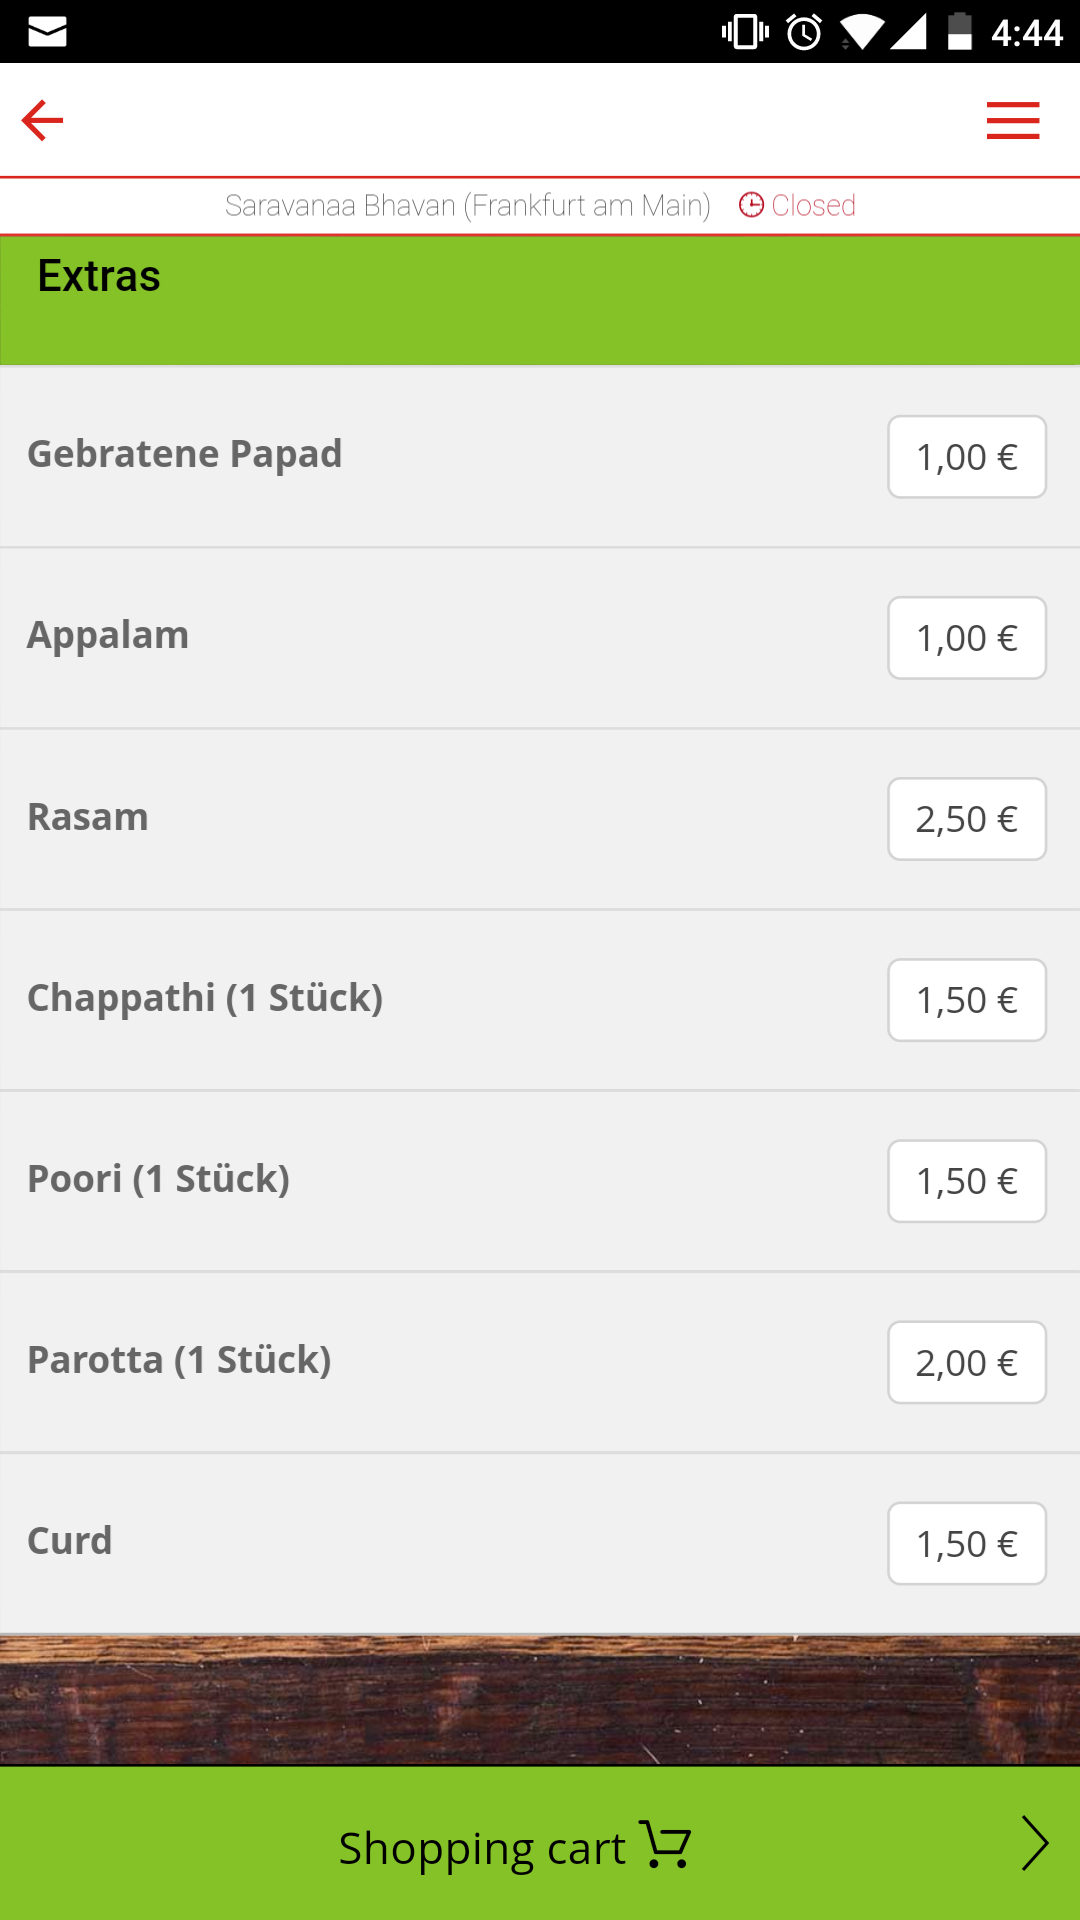 4:44
Saravanaa Bhavan (Frankfurt am Main) Closed
Extras
Gebratene Papad 1,00 €
Appalam 1,00 €
Rasam 2,50 €
Chappathi (1 Stück) 1,50 €
Poori (1 Stück) 1,50 €
Parotta (1 Stück) 2,00 €
Curd 1,50 €
Shopping cart